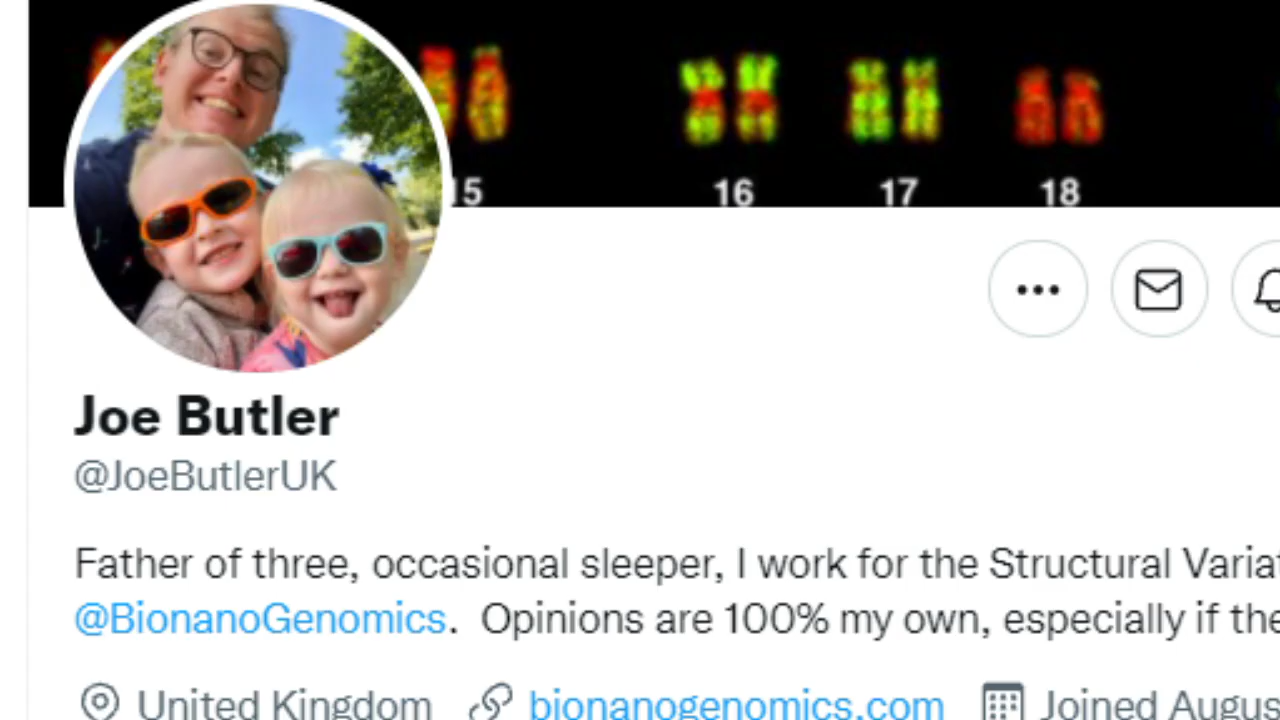 15 16 17 18
Joe Butler
@JoeButlerUK
Father of three, occasional sleeper, I work for the Structural
@BionanoGenomics. Opinions are 100% my own, especially if
United Kingdom bionanogenomics.com Joined